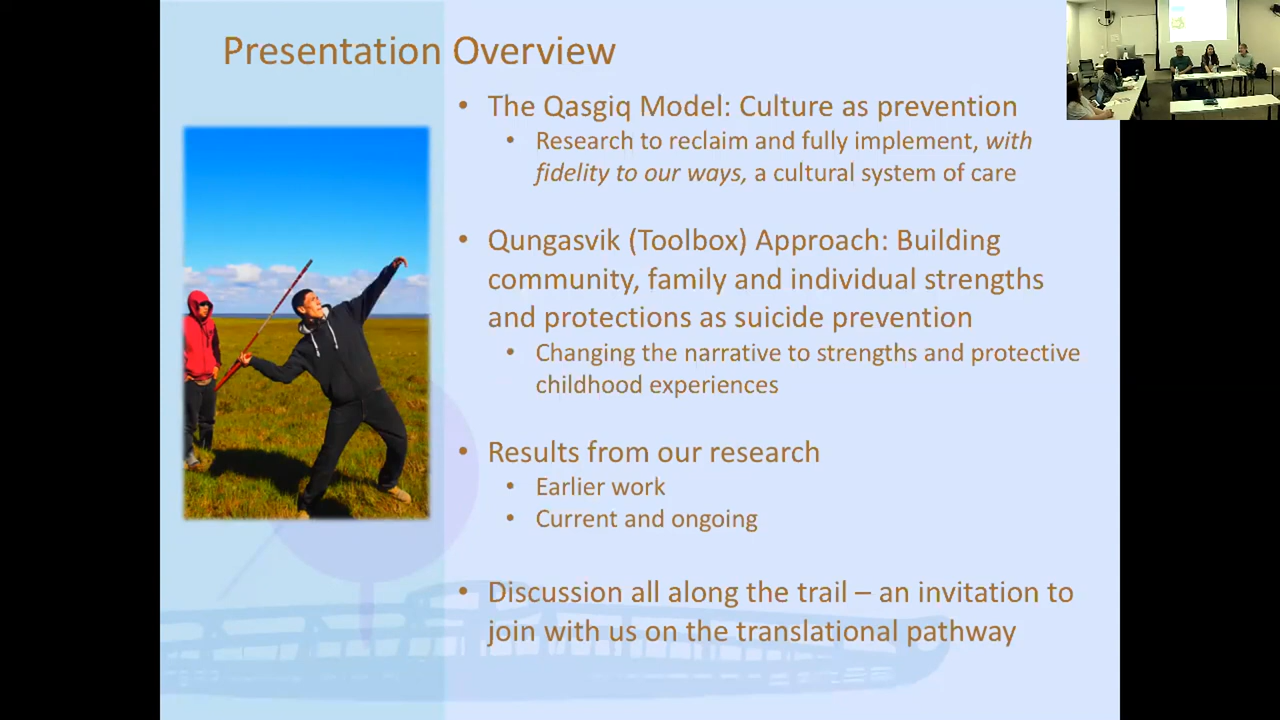 Presentation Overview
• The Qasgiq Model: Culture as prevention
• Research to reclaim and fully implement, with
fidelity to our ways, a cultural system of care
• Qungasvik (Toolbox) Approach: Building
community, family and individual strengths
and protections as suicide prevention
• Changing the narrative to strengths and protective
childhood experiences
• Results from our research
• Earlier work
• Current and ongoing
• Discussion all along the trail – an invitation to
join with us on the translational pathway